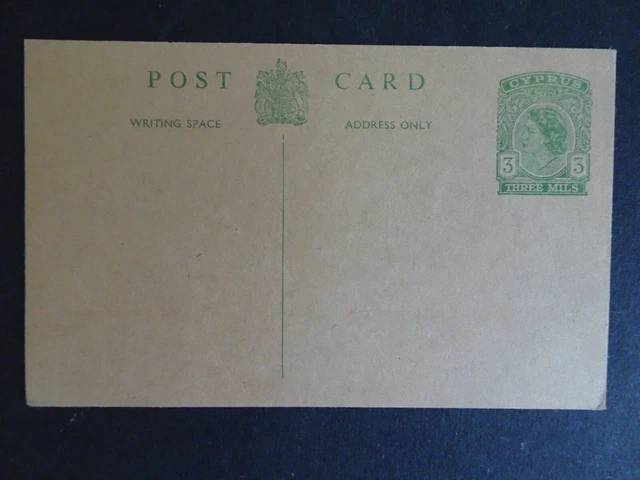 POST CARD
WRITING SPACE
ADDRESS ONLY
CYPRUS
3 3
THREE MILS